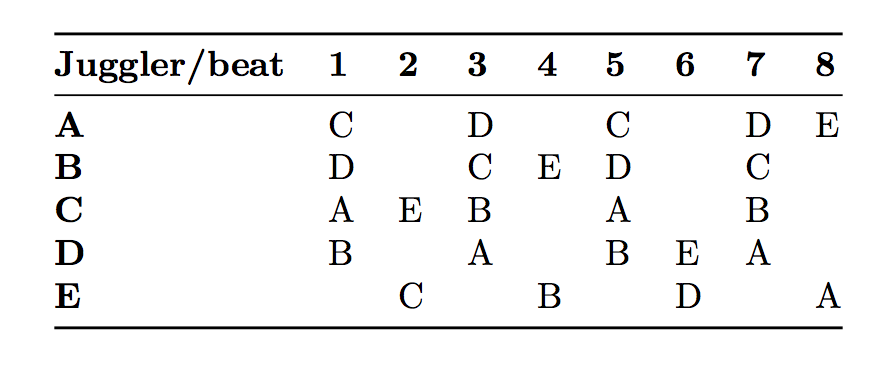 Juggler/beat 1 2 3 4 5 6 7 8
A C D C D E
B D C E D C
C A E B A B
D B A B E A
E C B D A